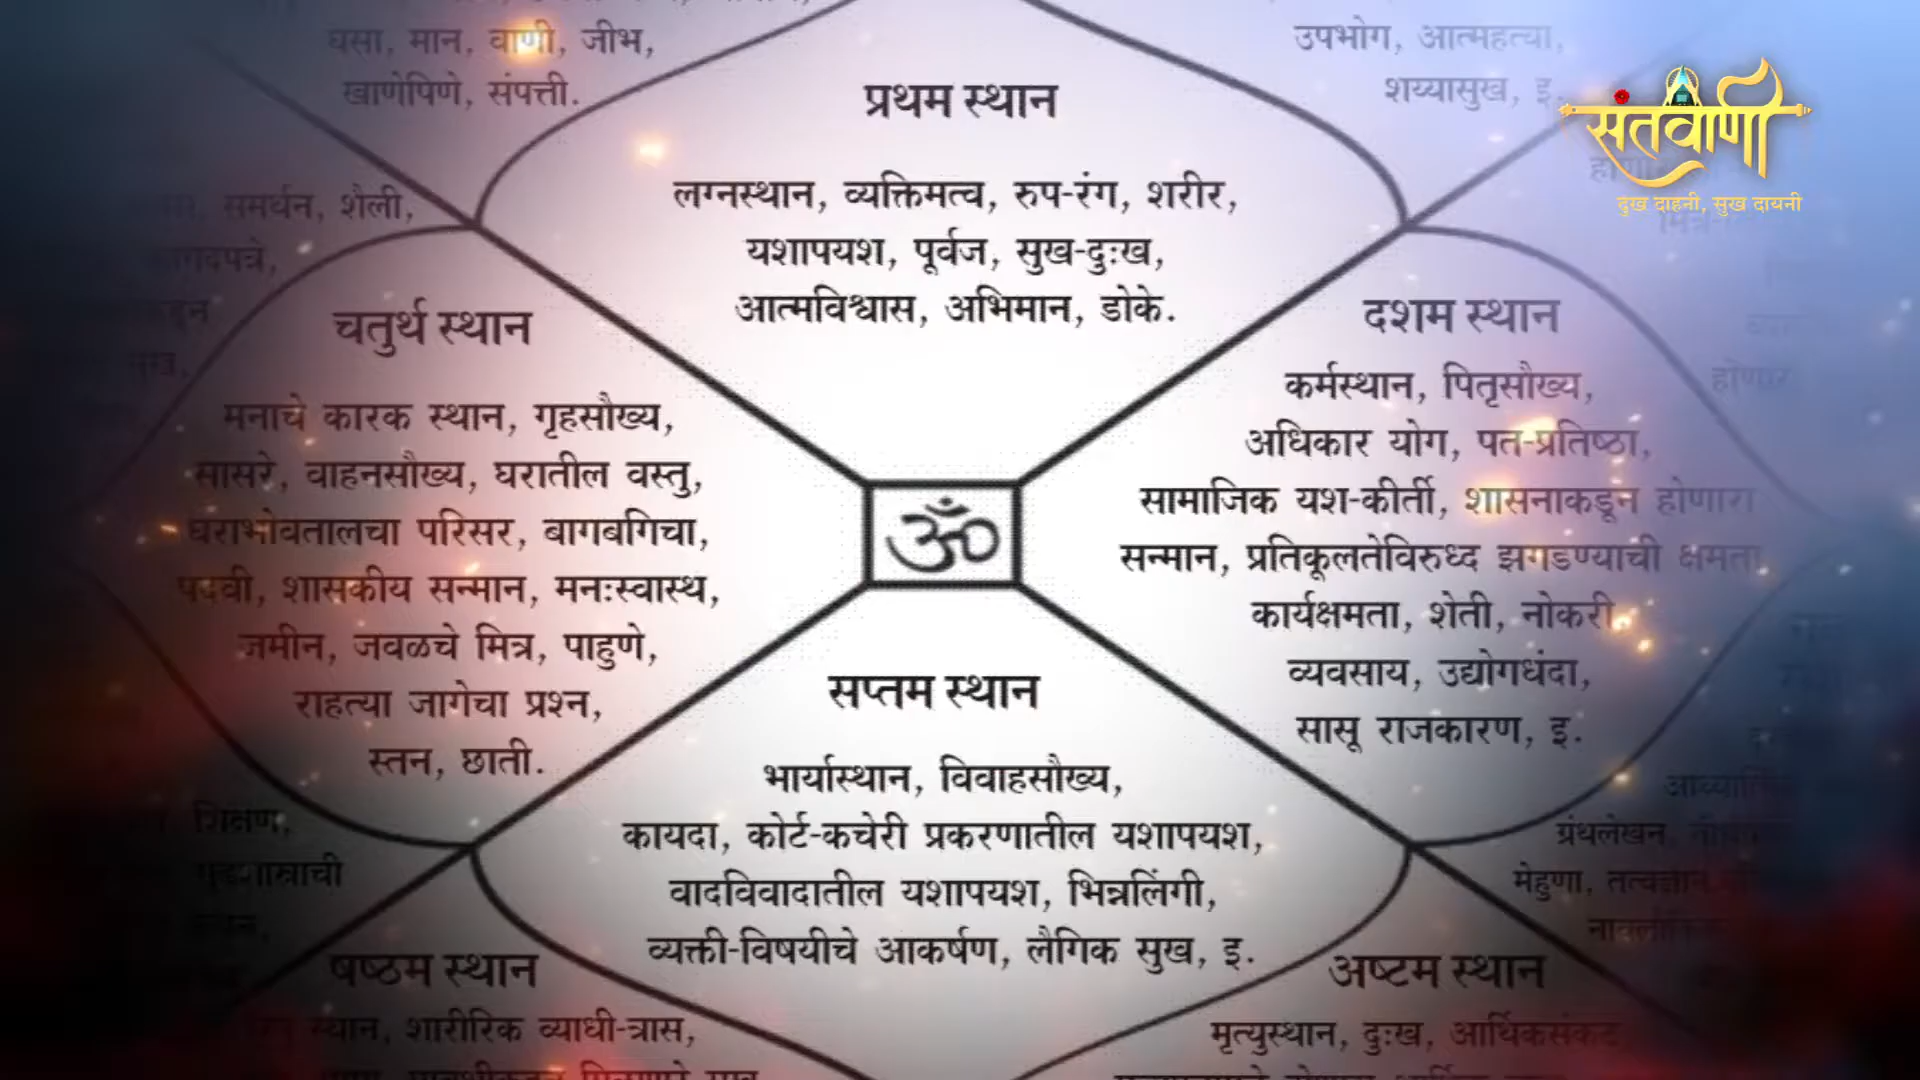 घसा, मान, वाणी, जीभ,
खाणेपिणे, संपत्ती.
उपभोग, आत्महत्या,
शय्यासुख, इ.
संतवाणी
दुख दाहनी, सुख दायनी
प्रथम स्थान
लग्नस्थान, व्यक्तिमत्व, रुप-रंग, शरीर,
यशापयश, पूर्वज, सुख-दुःख,
आत्मविश्वास, अभिमान, डोके.
समर्थन, शैली,
चतुर्थ स्थान
मनाचे कारक स्थान, गृहसौख्य,
सासरे, वाहनसौख्य, घरातील वस्तु,
घराभोवतालचा परिसर, बागबगिचा,
पदवी, शासकीय सन्मान, मनःस्वास्थ,
जमीन, जवळचे मित्र, पाहुणे,
राहत्या जागेचा प्रश्न,
स्तन, छाती.
दशम स्थान
कर्मस्थान, पितृसौख्य,
अधिकार योग, पत-प्रतिष्ठा,
सामाजिक यश-कीर्ती, शासनाकडून होणारा
सन्मान, प्रतिकूलतेविरुध्द झगडण्याची क्षमता,
कार्यक्षमता, शेती, नोकरी,
व्यवसाय, उद्योगधंदा,
सासू राजकारण, इ.
ॐ
सप्तम स्थान
भार्यास्थान, विवाहसौख्य,
कायदा, कोर्ट-कचेरी प्रकरणातील यशापयश,
वादविवादातील यशापयश, भिन्नलिंगी,
व्यक्ती-विषयीचे आकर्षण, लैगिक सुख, इ.
शिक्षण,
ग्रंथलेखन,
मेहुणा,
षष्ठम स्थान
स्थान, शारीरिक व्याधी-त्रास,
अष्टम स्थान
मृत्युस्थान, दुःख, आर्थिकसंकट